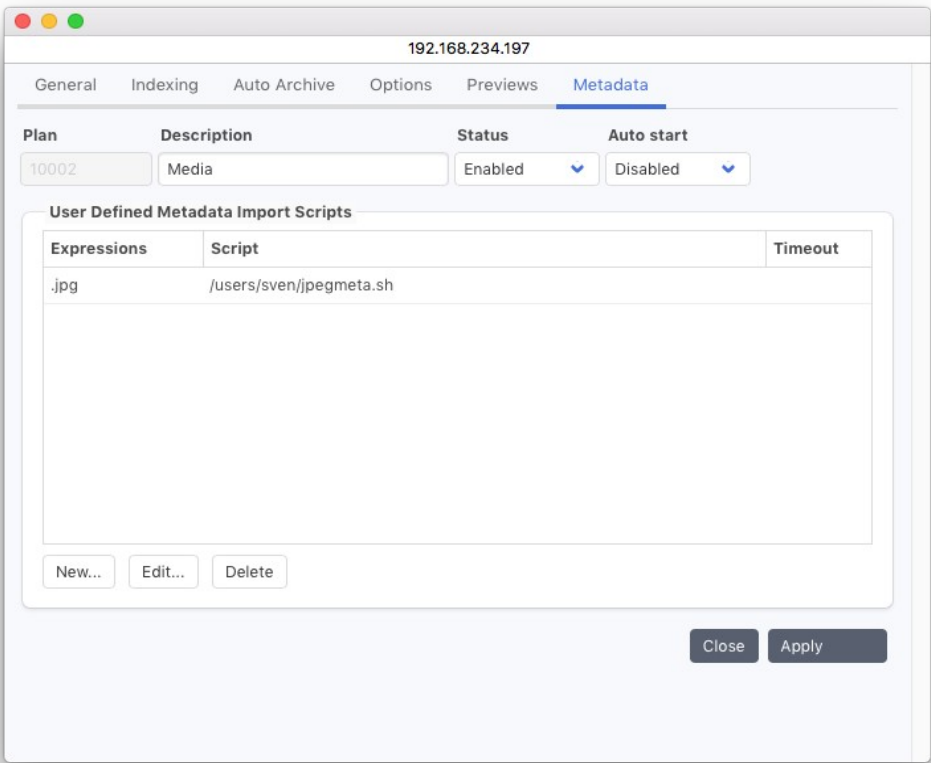 192.168.234.197
General Indexing Auto Archive Options Previews Metadata
Plan Description Status Auto start
10002 Media Enabled Disabled
User Defined Metadata Import Scripts
Expressions Script Timeout
.jpg /users/sven/jpegmeta.sh
New... Edit... Delete
Close Apply